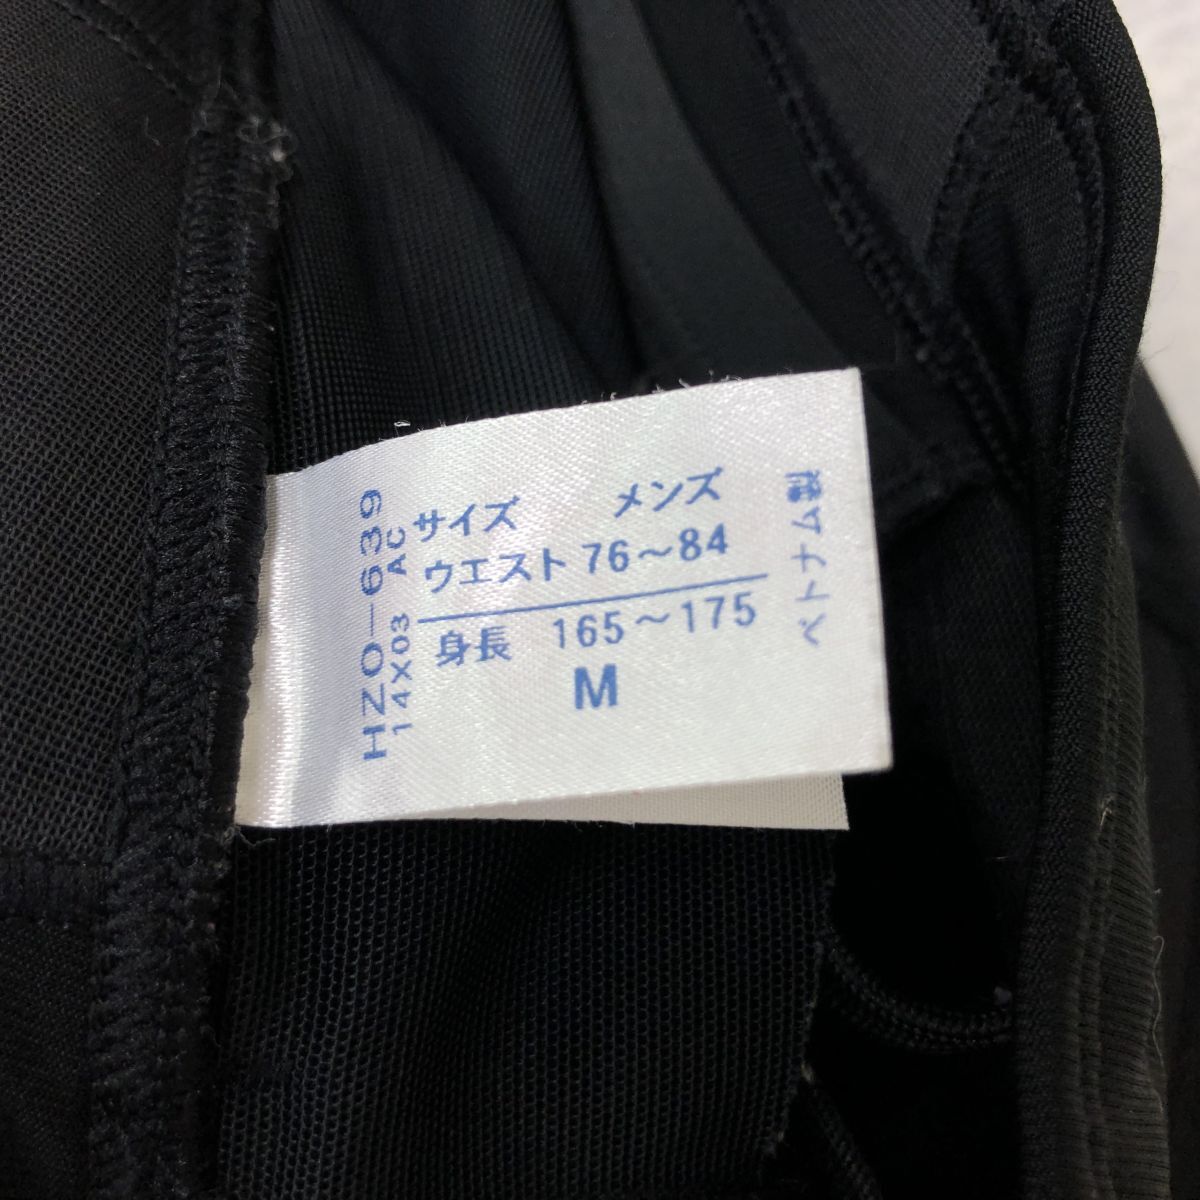 サイズ メンズ
ウエスト 76～84
身長 165～175
M
HZO-639
14X03 AC
ベトナム製